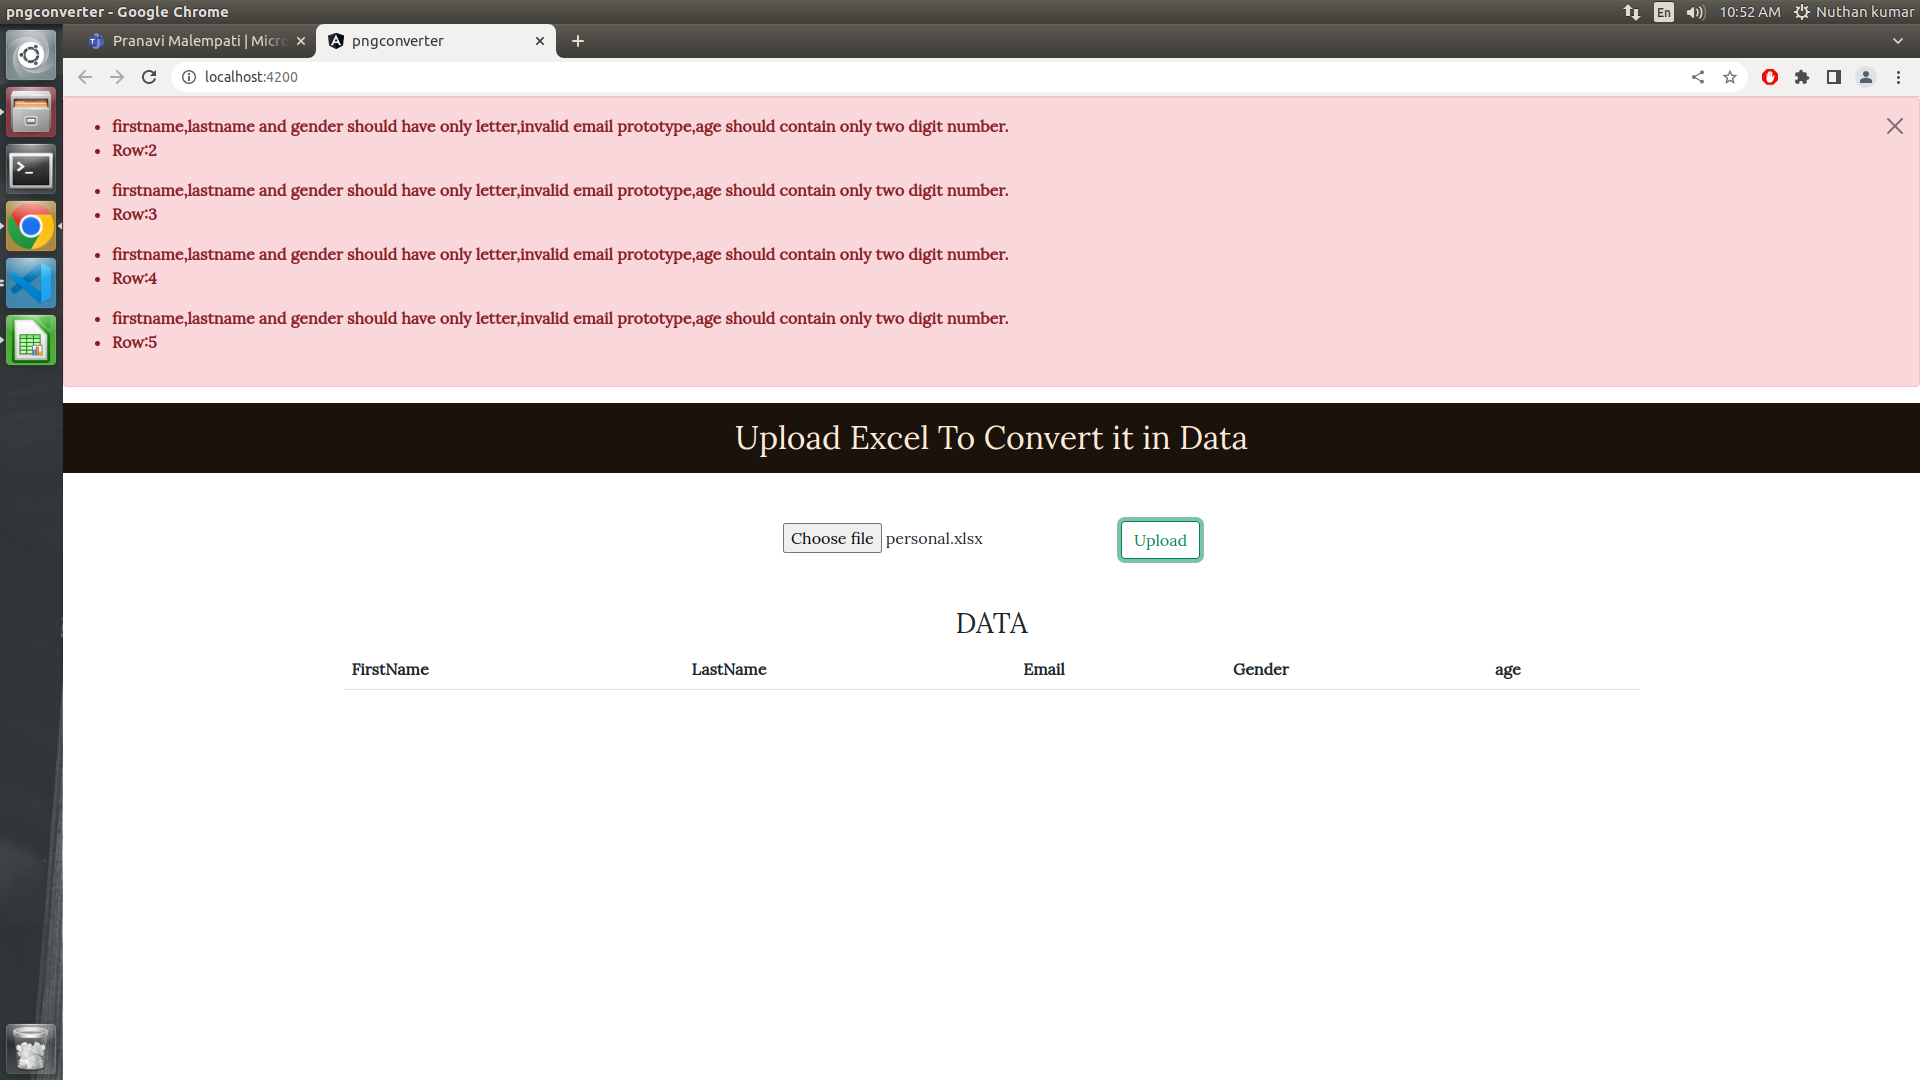 pngconverter - Google Chrome
En
10:52 AM
Nuthan kumar
Pranavi Malempati | Micro
pngconverter
localhost:4200
firstname,lastname and gender should have only letter,invalid email prototype,age should contain only two digit number.
Row:2
firstname,lastname and gender should have only letter,invalid email prototype,age should contain only two digit number.
Row:3
firstname,lastname and gender should have only letter,invalid email prototype,age should contain only two digit number.
Row:4
firstname,lastname and gender should have only letter,invalid email prototype,age should contain only two digit number.
Row:5
Upload Excel To Convert it in Data
Choose file personal.xlsx
Upload
DATA
FirstName LastName Email Gender age